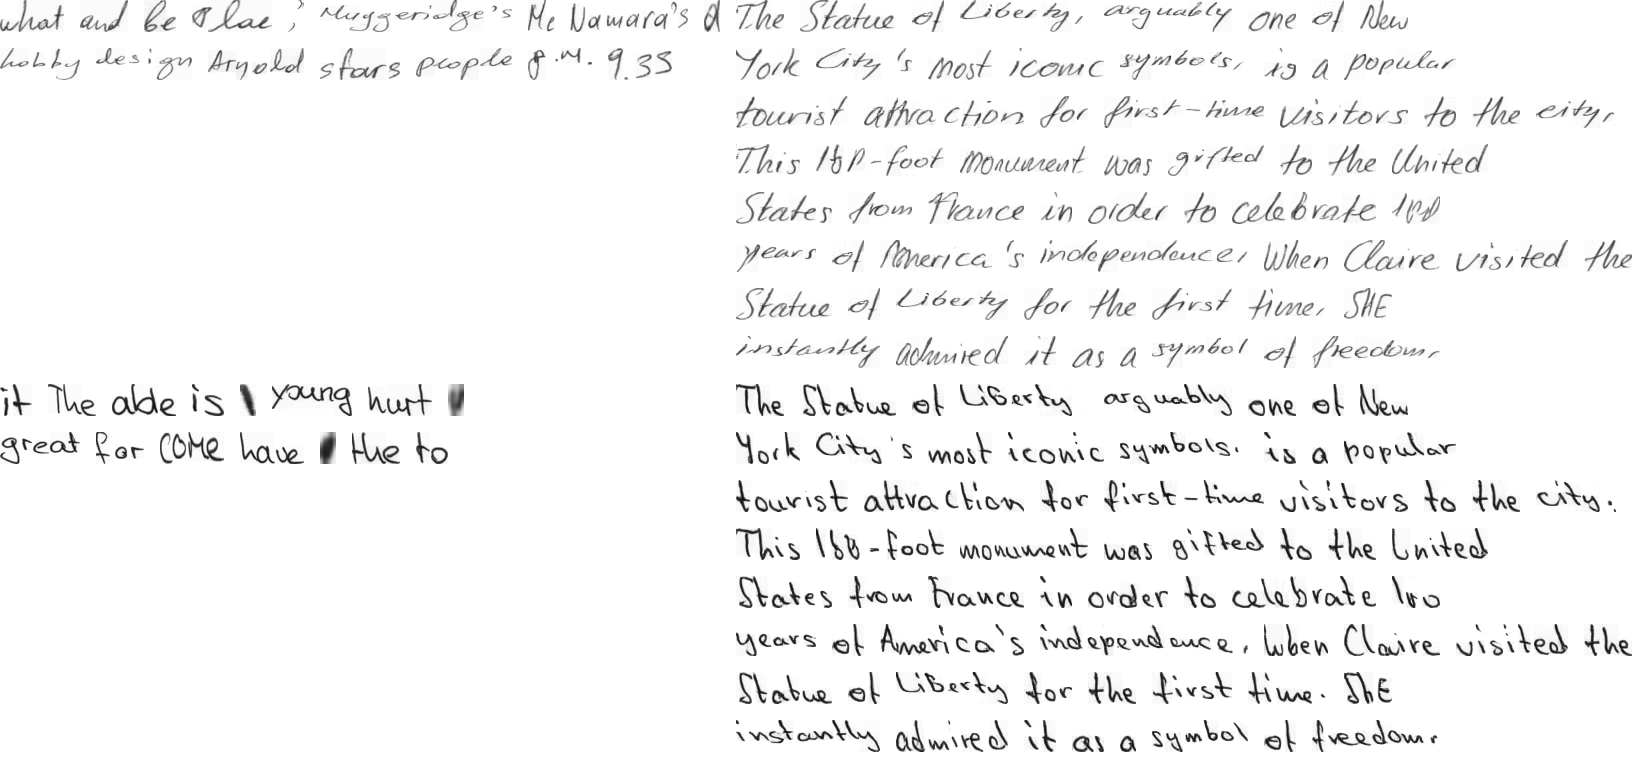 what and be lac ; Muggeridge's Mc Namara's a
hobby design Arnold stars people P.M. 9.35
The Statue of Liberty, arguably one of New
York City's most iconic symbols, is a popular
tourist attraction for first-time visitors to the city,
This 180-foot monument was gifted to the United
States from France in order to celebrate 100
years of America's independence, When Claire visited the
Statue of Liberty for the first time, SHE
instantly admired it as a symbol of freedom,
it The able is young hurt
great for COME have the to
The Statue of Liberty arguably one of New
York City's most iconic symbols. is a popular
tourist attraction for first-time visitors to the city.
This 160-foot monument was gifted to the United
States from France in order to celebrate 100
years of America's independence, When Claire visited the
Statue of Liberty for the first time. ShE
instantly admired it as a symbol of freedom,